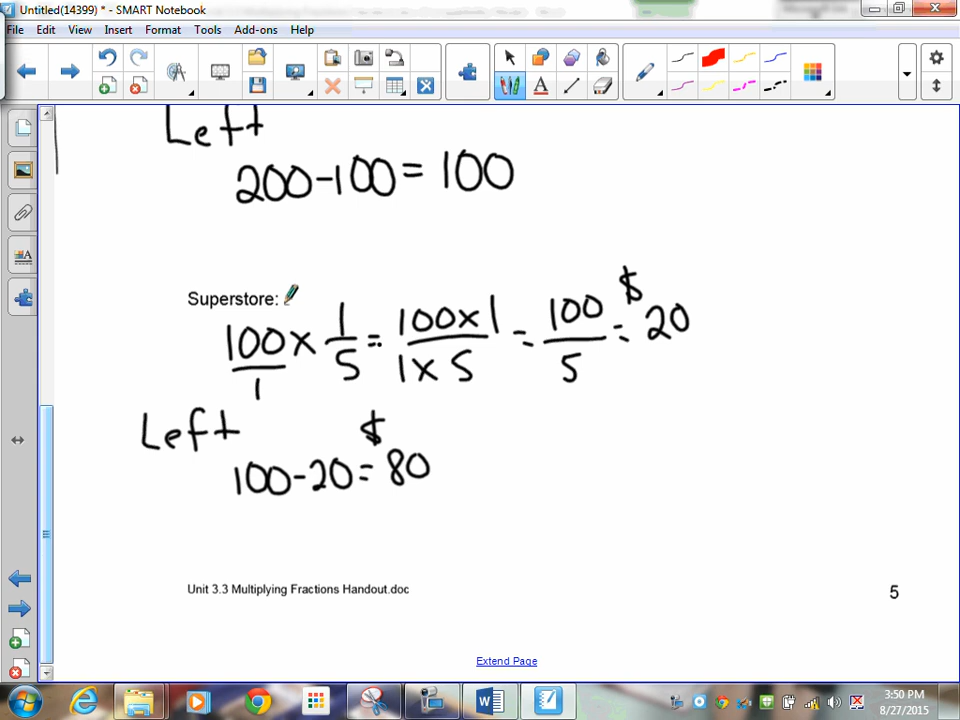 Untitled(14399) * - SMART Notebook
File Edit View Insert Format Tools Add-ons Help
Left
200-100 = 100
Superstore:
100/1 x 1/5 = 100x1/1x5 = 100/5 = $20
Left
100-20 = $80
Unit 3.3 Multiplying Fractions Handout.doc
5
Extend Page
3:50 PM
8/27/2015